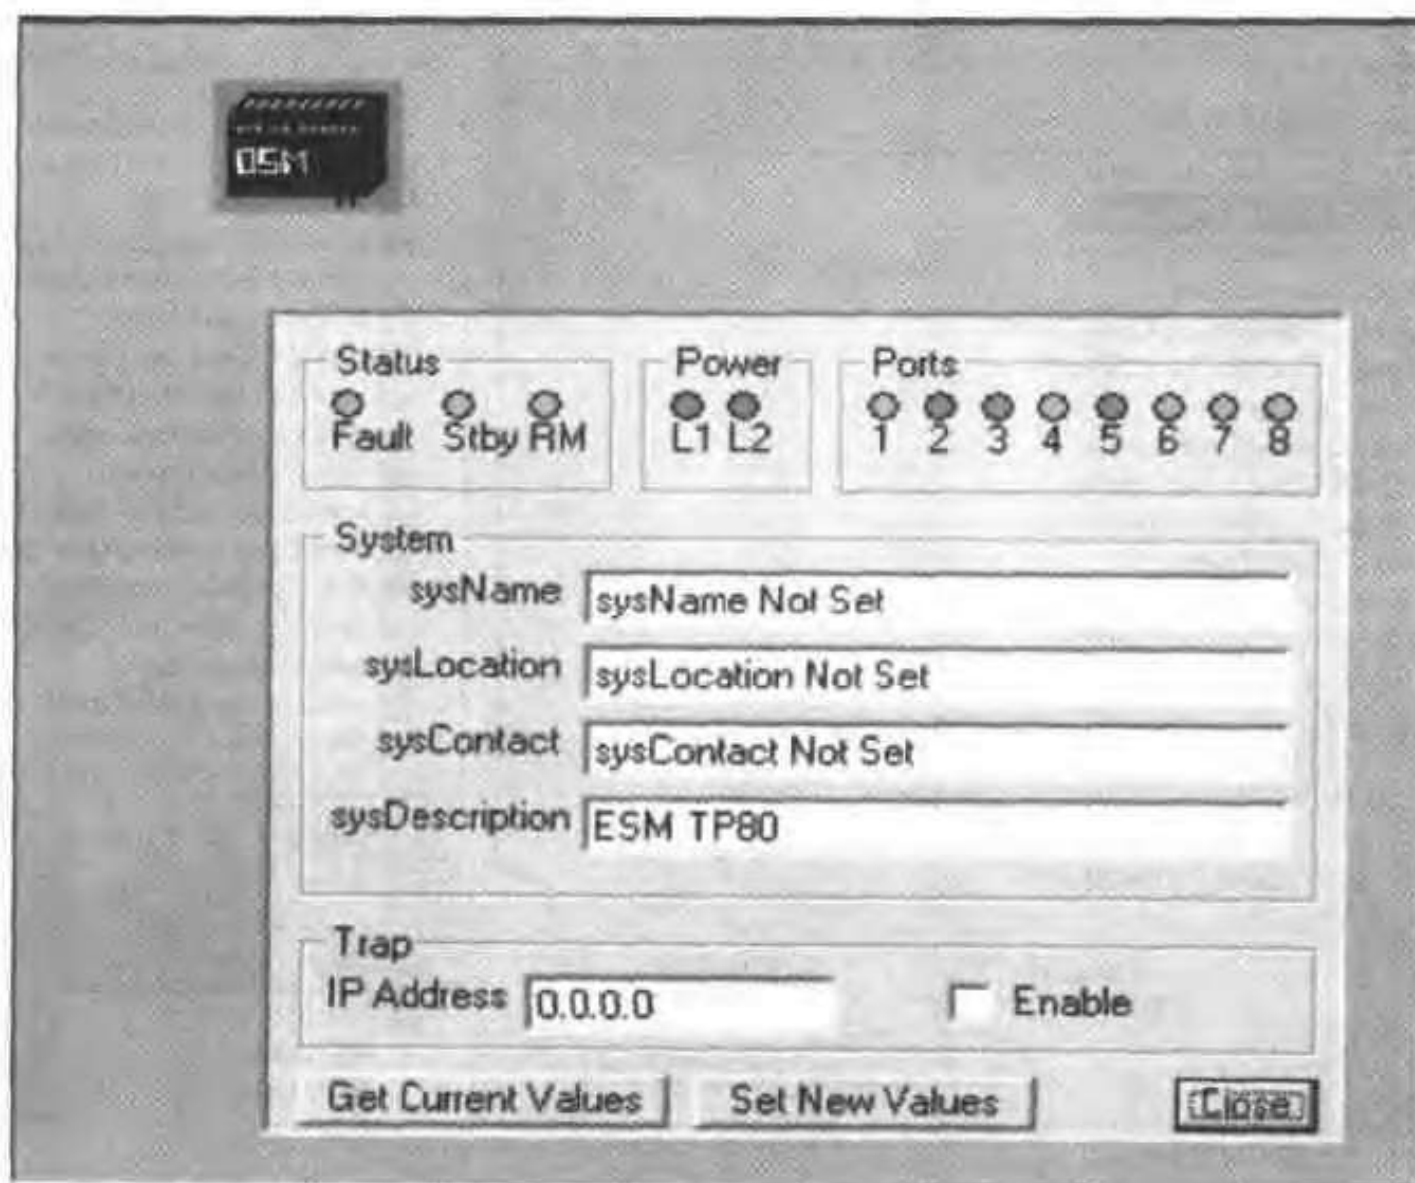 OSM
Status Power Ports
Fault Stby RM L1 L2 1 2 3 4 5 6 7 8
System
sysName sysName Not Set
sysLocation sysLocation Not Set
sysContact sysContact Not Set
sysDescription ESM TP80
Trap
IP Address 0.0.0.0 Enable
Get Current Values Set New Values Close